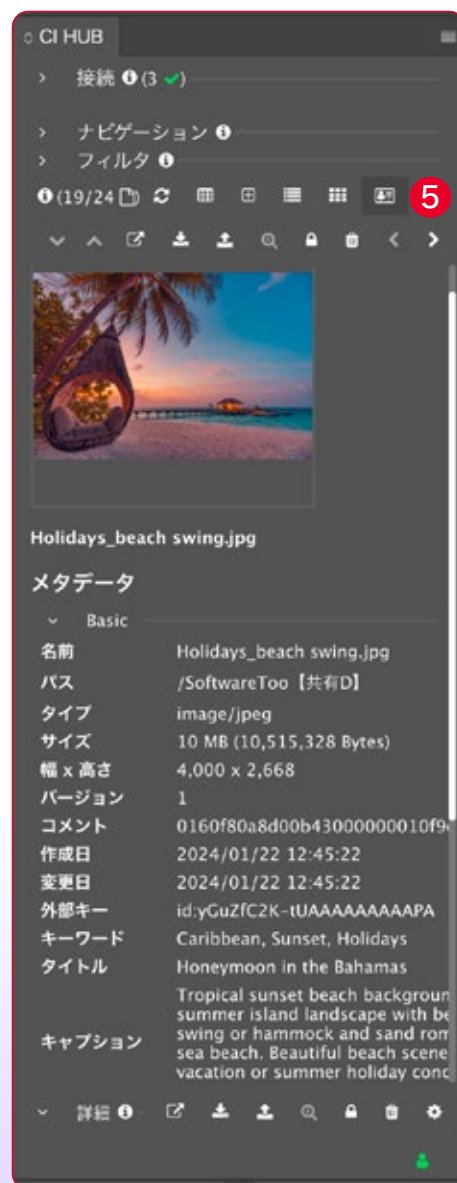 CI HUB
接続 (3 ✓)
ナビゲーション
フィルタ
(19/24 )
5
Holidays_beach swing.jpg
メタデータ
Basic
名前 Holidays_beach swing.jpg
パス /SoftwareToo【共有D】
タイプ image/jpeg
サイズ 10 MB (10,515,328 Bytes)
幅 x 高さ 4,000 x 2,668
バージョン 1
コメント 0160f80a8d00b43000000010f9
作成日 2024/01/22 12:45:22
変更日 2024/01/22 12:45:22
外部キー id:yGuZfC2K-tUAAAAAAAAAPA
キーワード Caribbean, Sunset, Holidays
タイトル Honeymoon in the Bahamas
キャプション
Tropical sunset beach backgroun
summer island landscape with be
swing or hammock and sand rom
sea beach. Beautiful beach scene
vacation or summer holiday conc
詳細